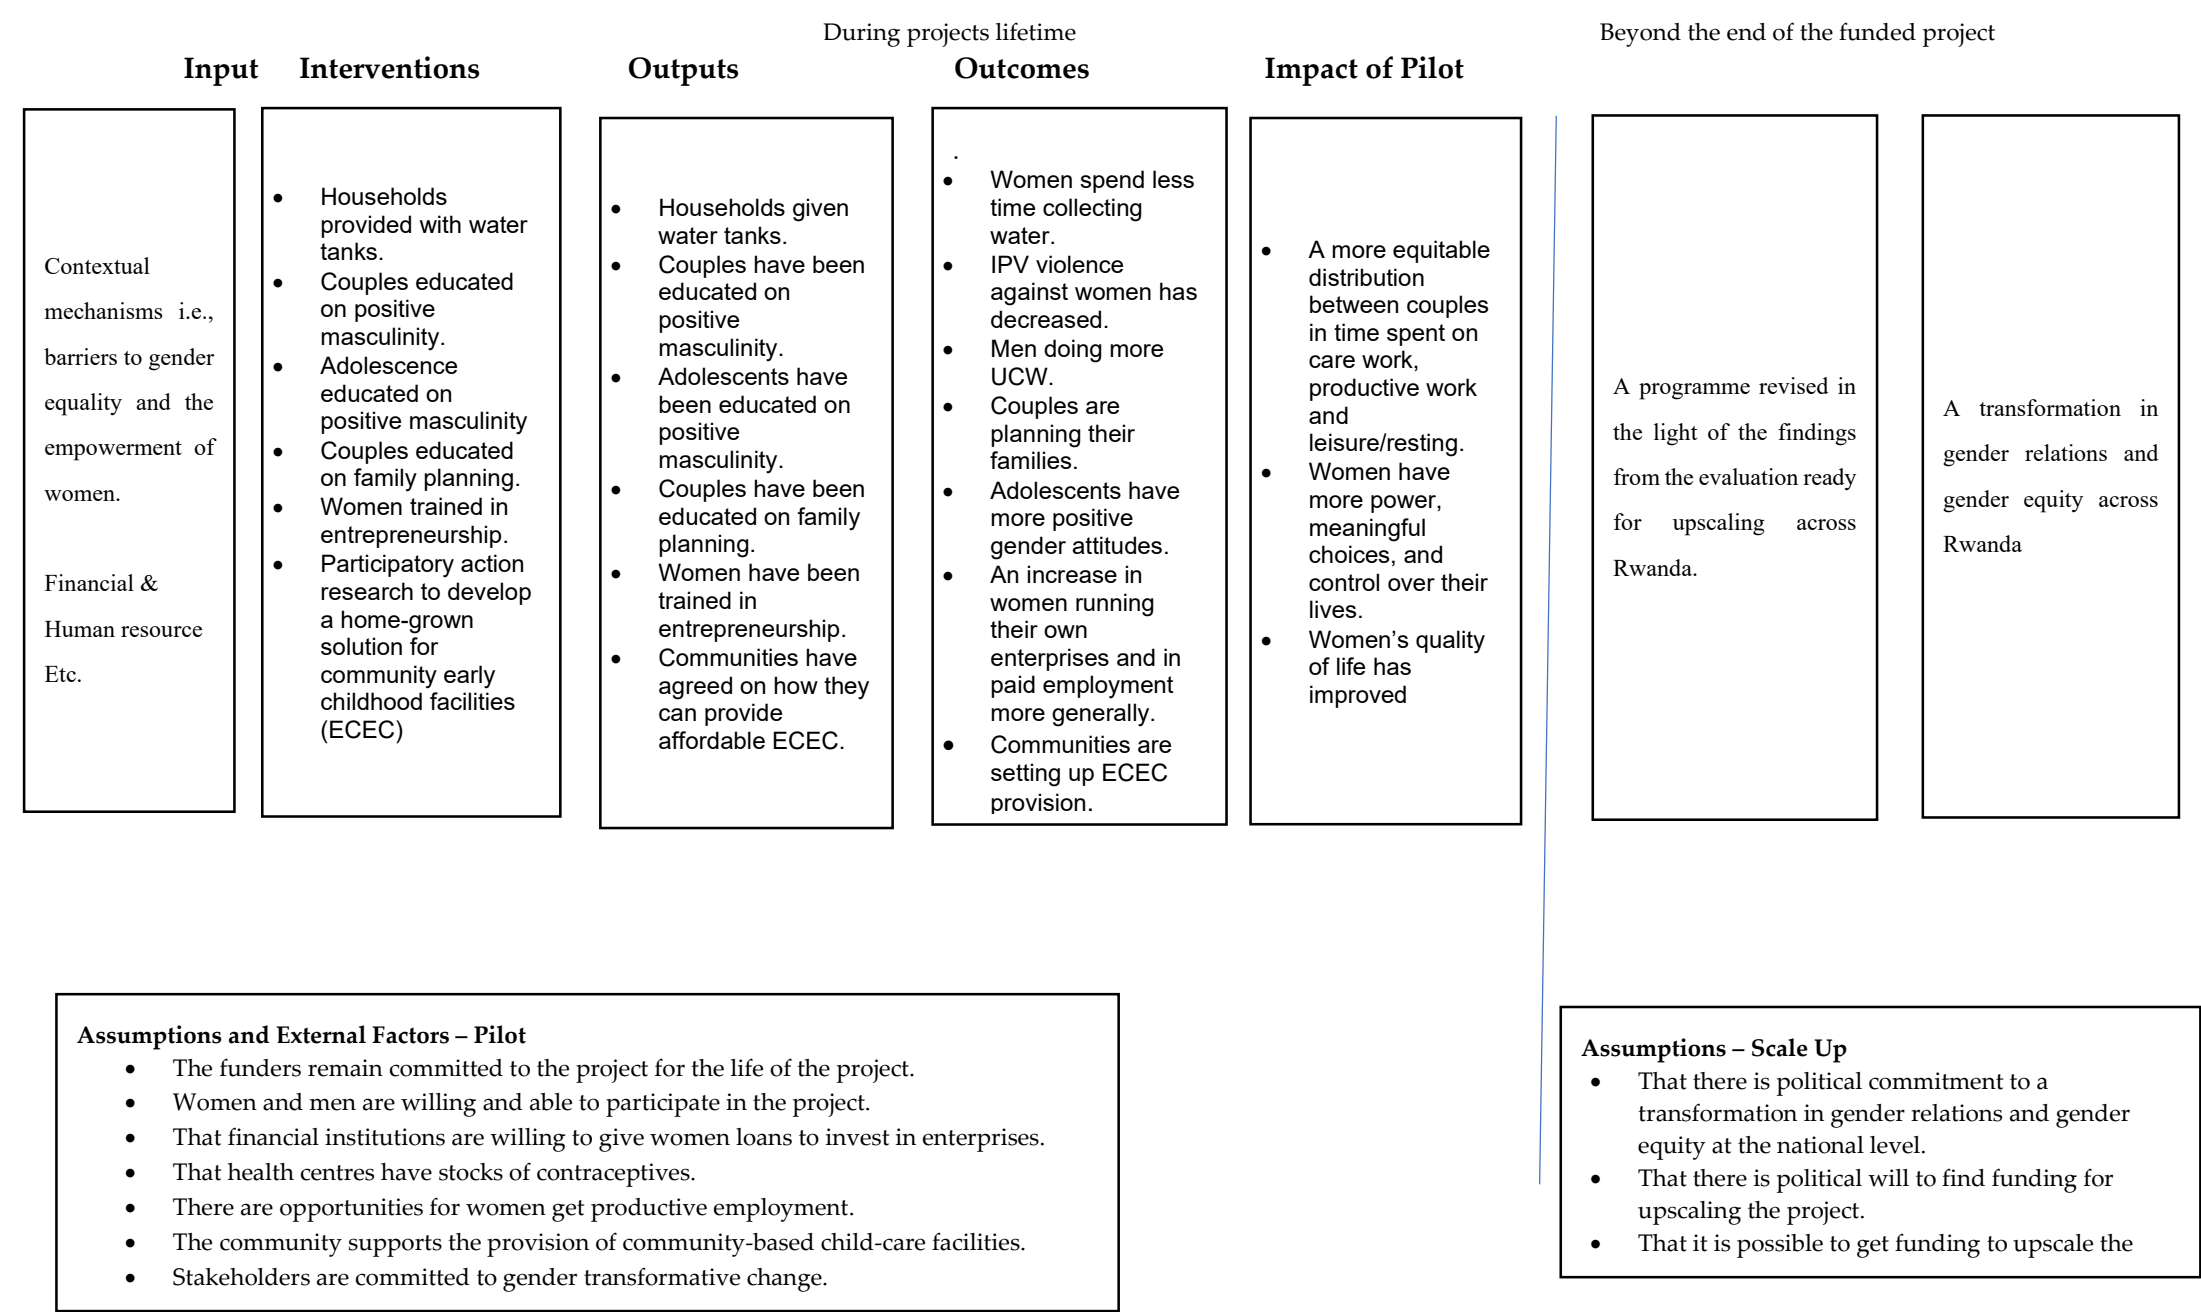 During projects lifetime
Beyond the end of the funded project
Input
Interventions
Outputs
Outcomes
Impact of Pilot
Contextual
mechanisms i.e.,
barriers to gender
equality and the
empowerment of
women.
Financial &
Human resource
Etc.
• Households
provided with water
tanks.
• Couples educated
on positive
masculinity.
• Adolescence
educated on
positive masculinity
• Couples educated
on family planning.
• Women trained in
entrepreneurship.
• Participatory action
research to develop
a home-grown
solution for
community early
childhood facilities
(ECEC)
• Households given
water tanks.
• Couples have been
educated on
positive
masculinity.
• Adolescents have
been educated on
positive
masculinity.
• Couples have been
educated on family
planning.
• Women have been
trained in
entrepreneurship.
• Communities have
agreed on how they
can provide
affordable ECEC.
.
• Women spend less
time collecting
water.
• IPV violence
against women has
decreased.
• Men doing more
UCW.
• Couples are
planning their
families.
• Adolescents have
more positive
gender attitudes.
• An increase in
women running
their own
enterprises and in
paid employment
more generally.
• Communities are
setting up ECEC
provision.
• A more equitable
distribution
between couples
in time spent on
care work,
productive work
and
leisure/resting.
• Women have
more power,
meaningful
choices, and
control over their
lives.
• Women’s quality
of life has
improved
A programme revised in
the light of the findings
from the evaluation ready
for upscaling across
Rwanda.
A transformation in
gender relations and
gender equity across
Rwanda
Assumptions and External Factors – Pilot
• The funders remain committed to the project for the life of the project.
• Women and men are willing and able to participate in the project.
• That financial institutions are willing to give women loans to invest in enterprises.
• That health centres have stocks of contraceptives.
• There are opportunities for women get productive employment.
• The community supports the provision of community-based child-care facilities.
• Stakeholders are committed to gender transformative change.
Assumptions – Scale Up
• That there is political commitment to a
transformation in gender relations and gender
equity at the national level.
• That there is political will to find funding for
upscaling the project.
• That it is possible to get funding to upscale the